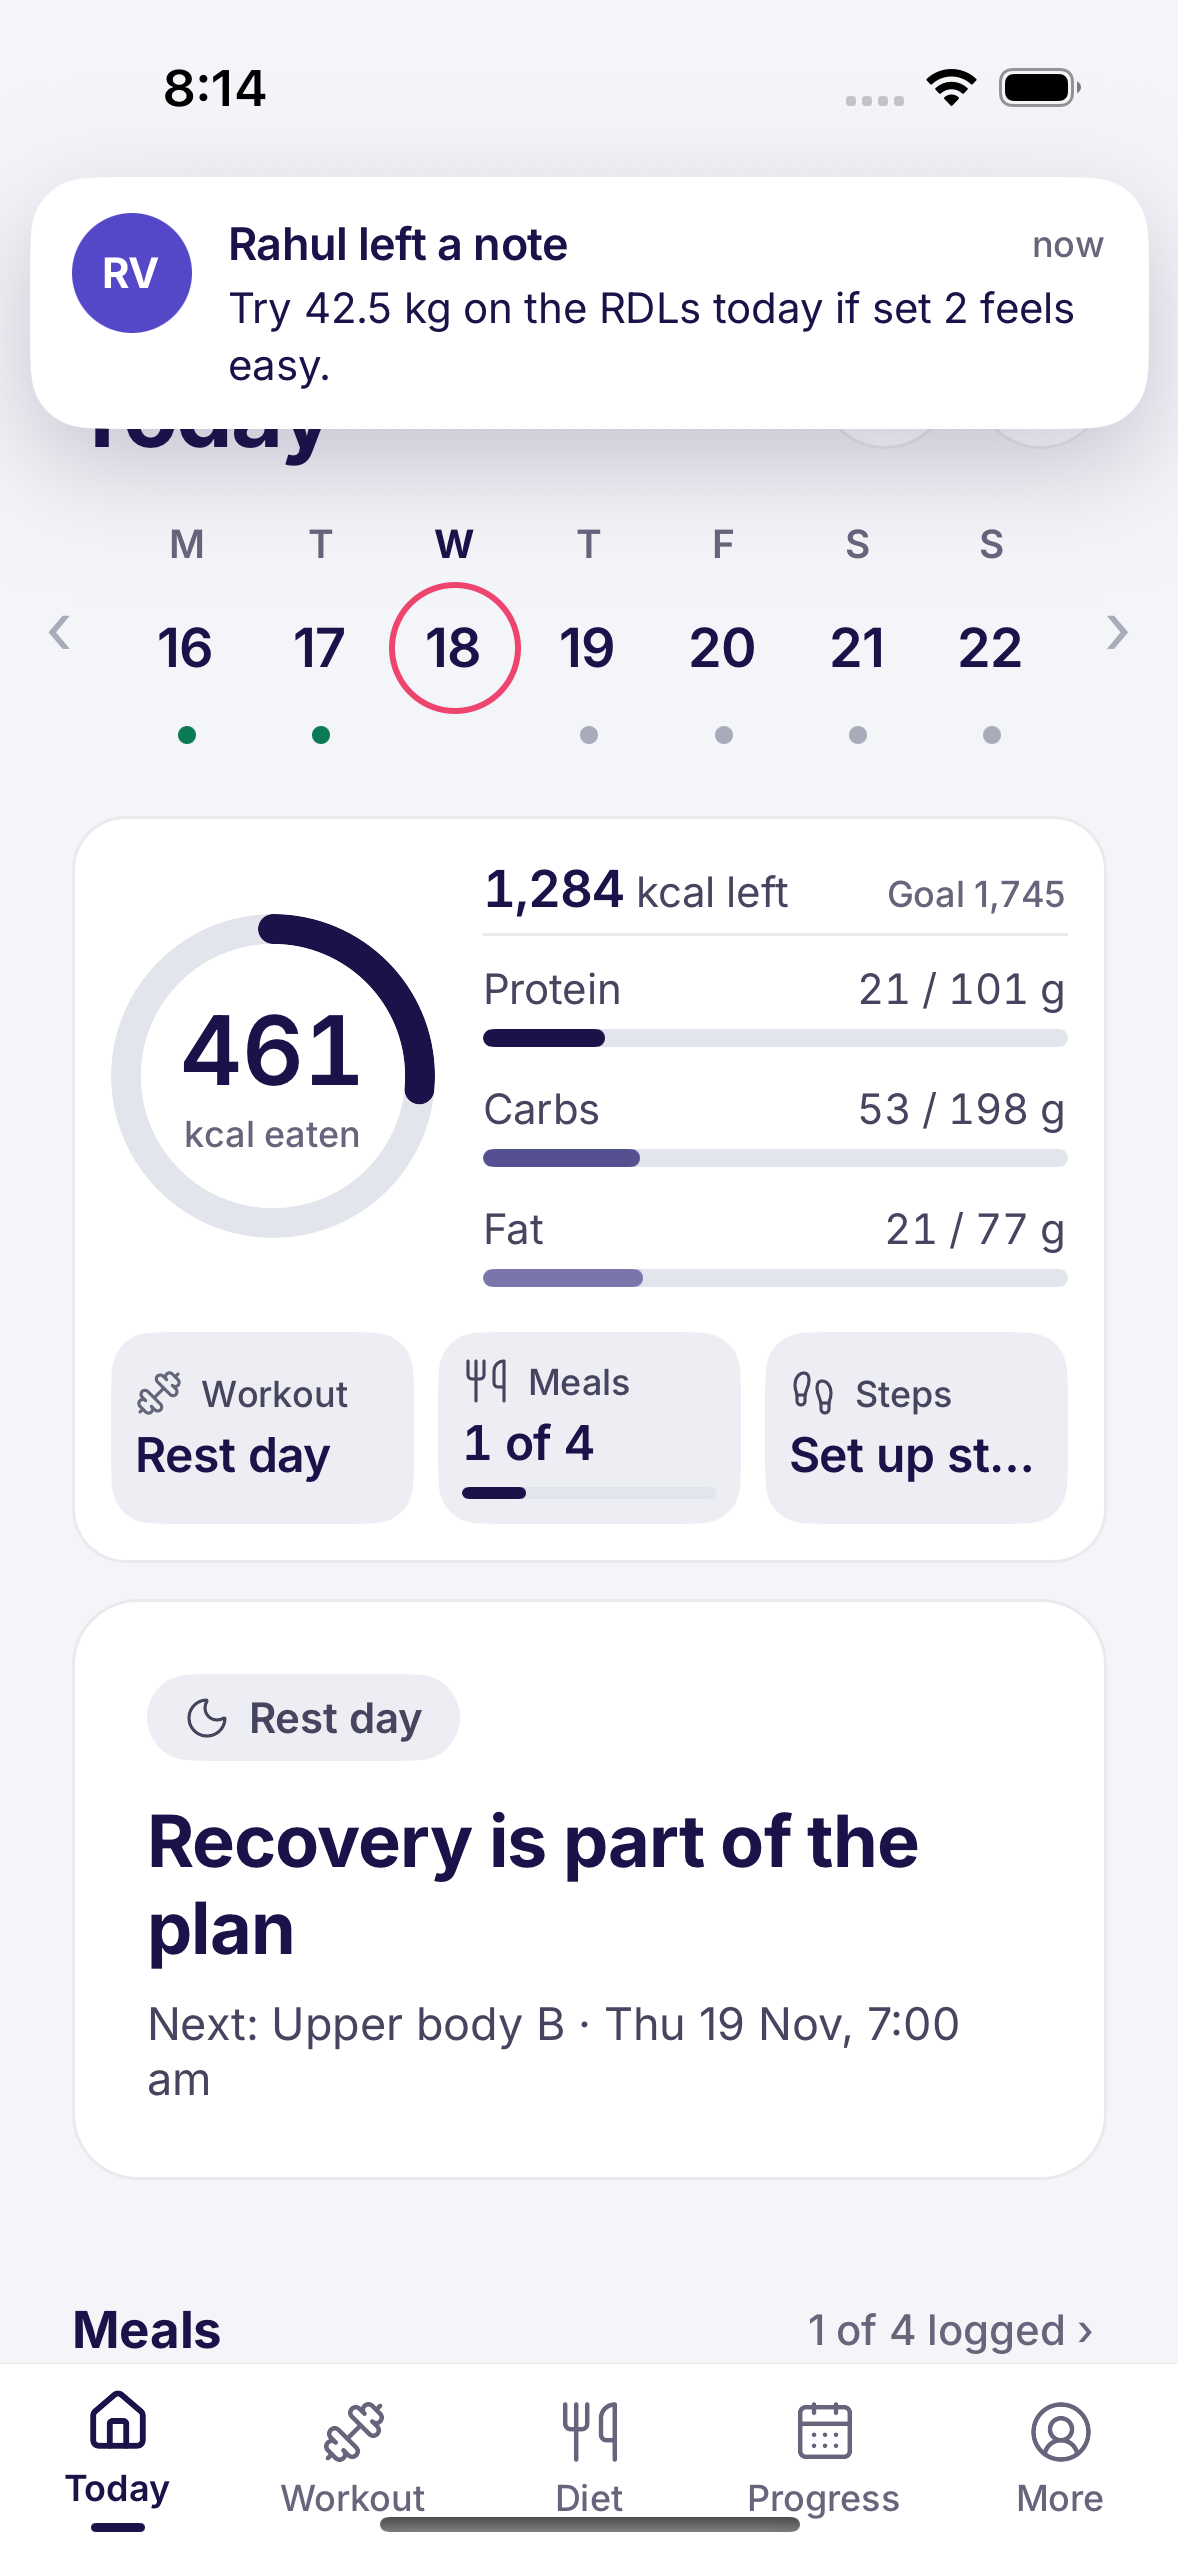 8:14
RV
Rahul left a note
now
Try 42.5 kg on the RDLs today if set 2 feels
easy.
Today
M T W T F S S
‹ 16 17 18 19 20 21 22 ›
1,284 kcal left
Goal 1,745
461
kcal eaten
Protein 21 / 101 g
Carbs 53 / 198 g
Fat 21 / 77 g
Workout
Rest day
Meals
1 of 4
Steps
Set up st...
Rest day
Recovery is part of the
plan
Next: Upper body B · Thu 19 Nov, 7:00
am
Meals
1 of 4 logged ›
Today
Workout
Diet
Progress
More